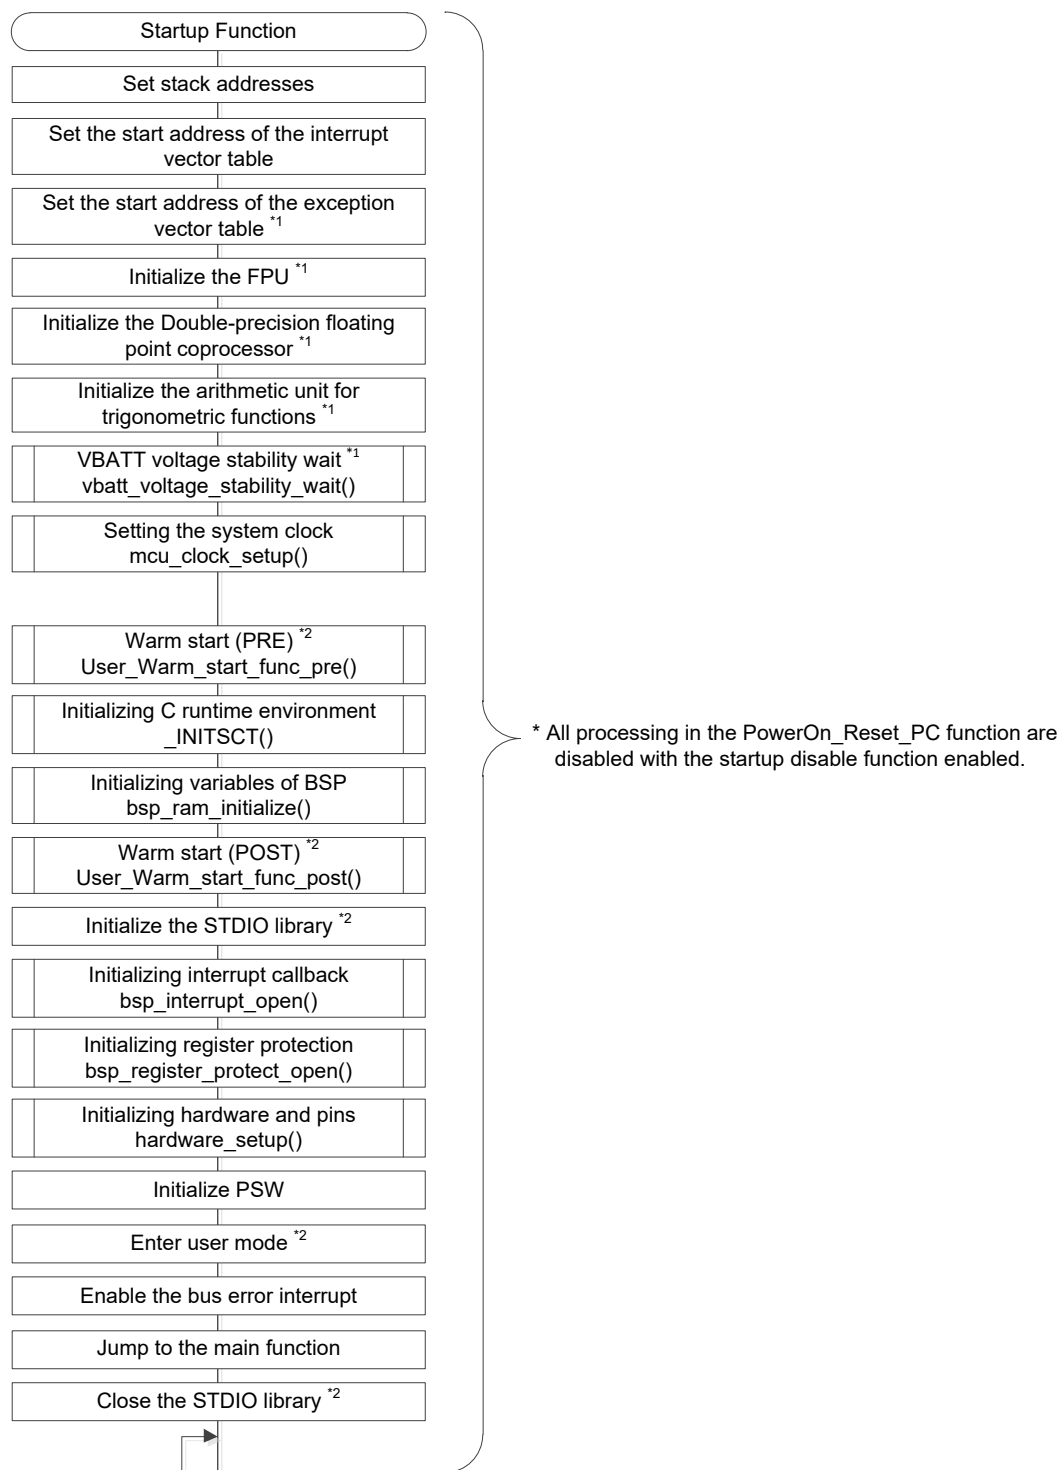 Startup Function
Set stack addresses
Set the start address of the interrupt
vector table
Set the start address of the exception
vector table *1
Initialize the FPU *1
Initialize the Double-precision floating
point coprocessor *1
Initialize the arithmetic unit for
trigonometric functions *1
VBATT voltage stability wait *1
vbatt_voltage_stability_wait()
Setting the system clock
mcu_clock_setup()
Warm start (PRE) *2
User_Warm_start_func_pre()
Initializing C runtime environment
_INITSCT()
Initializing variables of BSP
bsp_ram_initialize()
Warm start (POST) *2
User_Warm_start_func_post()
Initialize the STDIO library *2
Initializing interrupt callback
bsp_interrupt_open()
Initializing register protection
bsp_register_protect_open()
Initializing hardware and pins
hardware_setup()
Initialize PSW
Enter user mode *2
Enable the bus error interrupt
Jump to the main function
Close the STDIO library *2
* All processing in the PowerOn_Reset_PC function are
disabled with the startup disable function enabled.